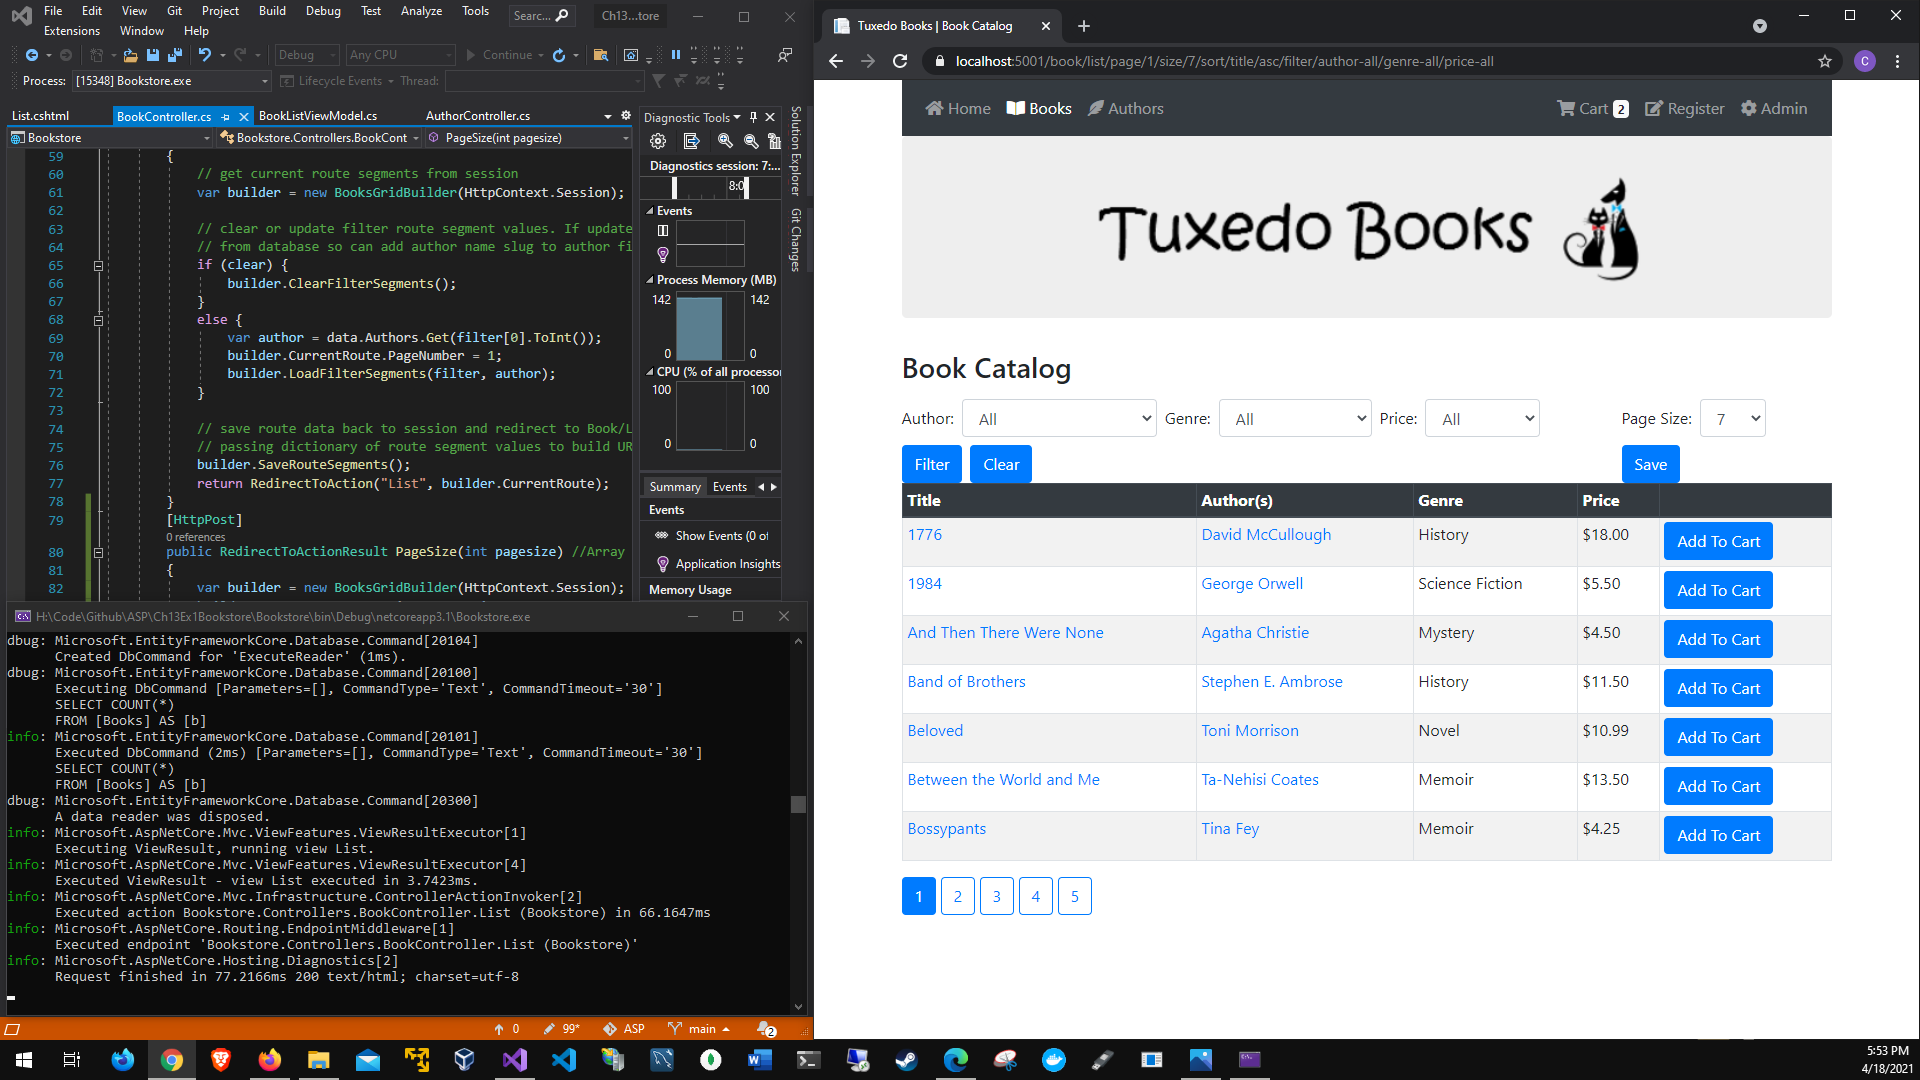 File Edit View Git Project Build Debug Test Analyze Tools Searc... Ch13...tore
Extensions Window Help
Debug Any CPU Continue
Process: [15348] Bookstore.exe Lifecycle Events Thread:
List.cshtml BookController.cs BookListViewModel.cs AuthorController.cs
Bookstore Bookstore.Controllers.BookCont PageSize(int pagesize)
59 {
60 // get current route segments from session
61 var builder = new BooksGridBuilder(HttpContext.Session);
62
63 // clear or update filter route segment values. If update
64 // from database so can add author name slug to author fi
65 if (clear) {
66 builder.ClearFilterSegments();
67 }
68 else {
69 var author = data.Authors.Get(filter[0].ToInt());
70 builder.CurrentRoute.PageNumber = 1;
71 builder.LoadFilterSegments(filter, author);
72 }
73
74 // save route data back to session and redirect to Book/L
75 // passing dictionary of route segment values to build UR
76 builder.SaveRouteSegments();
77 return RedirectToAction("List", builder.CurrentRoute);
78 }
79 [HttpPost]
0 references
80 public RedirectToActionResult PageSize(int pagesize) //Array
81 {
82 var builder = new BooksGridBuilder(HttpContext.Session);
Diagnostic Tools
Diagnostics session: 7:...
8:0
Events
Process Memory (MB)
142 142
0 0
CPU (% of all processor
100 100
0 0
Summary Events
Events
Show Events (0 of
Application Insights
Memory Usage
Solution Explorer
Git Changes
H:\Code\Github\ASP\Ch13Ex1Bookstore\Bookstore\bin\Debug\netcoreapp3.1\Bookstore.exe
dbug: Microsoft.EntityFrameworkCore.Database.Command[20104]
Created DbCommand for 'ExecuteReader' (1ms).
dbug: Microsoft.EntityFrameworkCore.Database.Command[20100]
Executing DbCommand [Parameters=[], CommandType='Text', CommandTimeout='30']
SELECT COUNT(*)
FROM [Books] AS [b]
info: Microsoft.EntityFrameworkCore.Database.Command[20101]
Executed DbCommand (2ms) [Parameters=[], CommandType='Text', CommandTimeout='30']
SELECT COUNT(*)
FROM [Books] AS [b]
dbug: Microsoft.EntityFrameworkCore.Database.Command[20300]
A data reader was disposed.
info: Microsoft.AspNetCore.Mvc.ViewFeatures.ViewResultExecutor[1]
Executing ViewResult, running view List.
info: Microsoft.AspNetCore.Mvc.ViewFeatures.ViewResultExecutor[4]
Executed ViewResult - view List executed in 3.7423ms.
info: Microsoft.AspNetCore.Mvc.Infrastructure.ControllerActionInvoker[2]
Executed action Bookstore.Controllers.BookController.List (Bookstore) in 66.1647ms
info: Microsoft.AspNetCore.Routing.EndpointMiddleware[1]
Executed endpoint 'Bookstore.Controllers.BookController.List (Bookstore)'
info: Microsoft.AspNetCore.Hosting.Diagnostics[2]
Request finished in 77.2166ms 200 text/html; charset=utf-8
0 99* ASP main 2
Tuxedo Books | Book Catalog
localhost:5001/book/list/page/1/size/7/sort/title/asc/filter/author-all/genre-all/price-all C
Home Books Authors Cart 2 Register Admin
Tuxedo Books
Book Catalog
Author: All Genre: All Price: All Page Size: 7
Filter Clear Save
Title Author(s) Genre Price
1776 David McCullough History $18.00 Add To Cart
1984 George Orwell Science Fiction $5.50 Add To Cart
And Then There Were None Agatha Christie Mystery $4.50 Add To Cart
Band of Brothers Stephen E. Ambrose History $11.50 Add To Cart
Beloved Toni Morrison Novel $10.99 Add To Cart
Between the World and Me Ta-Nehisi Coates Memoir $13.50 Add To Cart
Bossypants Tina Fey Memoir $4.25 Add To Cart
1 2 3 4 5
5:53 PM
4/18/2021